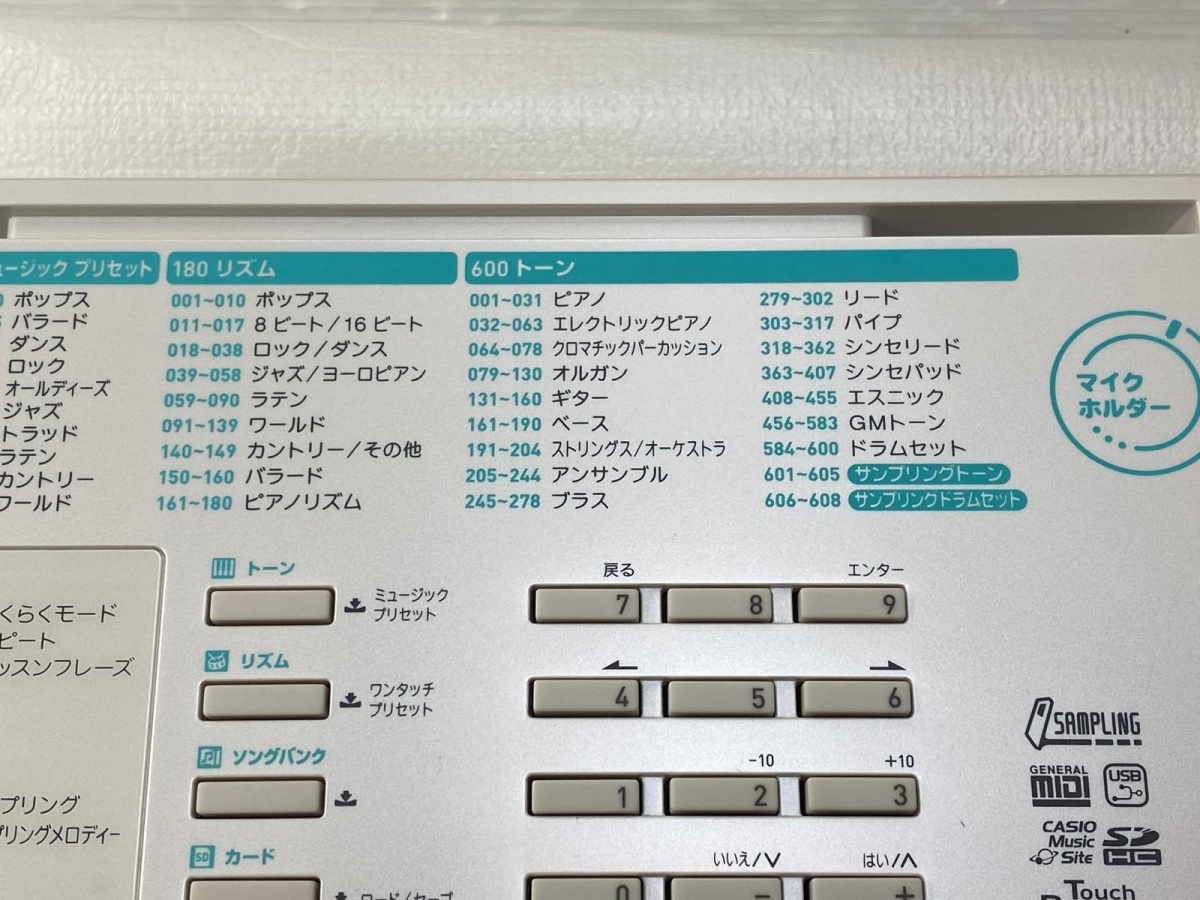 ュージック プリセット
ポップス
バラード
ダンス
ロック
オールディーズ
ジャズ
トラッド
ラテン
カントリー
ワールド
180 リズム
001~010 ポップス
011~017 8 ビート/16 ビート
018~038 ロック/ダンス
039~058 ジャズ/ヨーロピアン
059~090 ラテン
091~139 ワールド
140~149 カントリー/その他
150~160 バラード
161~180 ピアノリズム
600 トーン
001~031 ピアノ
032~063 エレクトリックピアノ
064~078 クロマチックパーカッション
079~130 オルガン
131~160 ギター
161~190 ベース
191~204 ストリングス/オーケストラ
205~244 アンサンブル
245~278 ブラス
279~302 リード
303~317 パイプ
318~362 シンセリード
363~407 シンセパッド
408~455 エスニック
456~583 GMトーン
584~600 ドラムセット
601~605 サンプリングトーン
606~608 サンプリングドラムセット
マイク
ホルダー
くらくモード
ピート
ッスンフレーズ
プリング
プリングメロディー
トーン
ミュージック
プリセット
リズム
ワンタッチ
プリセット
ソングバンク
SD カード
ロード/セーブ
戻る
エンター
7 8 9
4 5 6
-10 +10
1 2 3
いいえ/∨ はい/∧
0 - +
SAMPLING
GENERAL
MIDI
USB
CASIO
Music
Site
SD
HC
Touch